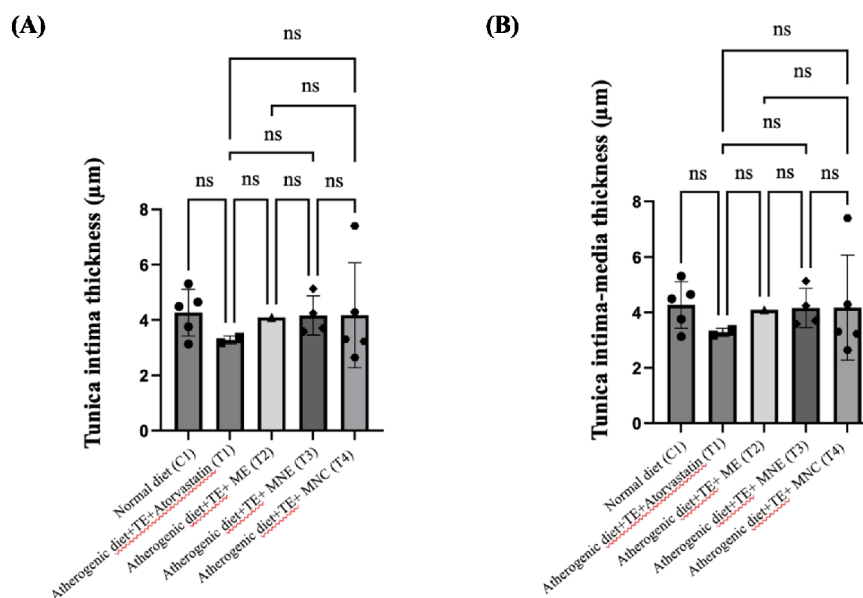 (A)
ns
ns
ns
ns
ns
ns
ns
Tunica intima thickness (μm)
8
6
4
2
0
Normal diet (C1)
Atherogenic diet+TE+Atorvastatin (T1)
Atherogenic diet+TE+ ME (T2)
Atherogenic diet+TE+ MNE (T3)
Atherogenic diet+TE+ MNC (T4)
(B)
ns
ns
ns
ns
ns
ns
ns
Tunica intima-media thickness (μm)
8
6
4
2
0
Normal diet (C1)
Atherogenic diet+TE+Atorvastatin (T1)
Atherogenic diet+TE+ ME (T2)
Atherogenic diet+TE+ MNE (T3)
Atherogenic diet+TE+ MNC (T4)